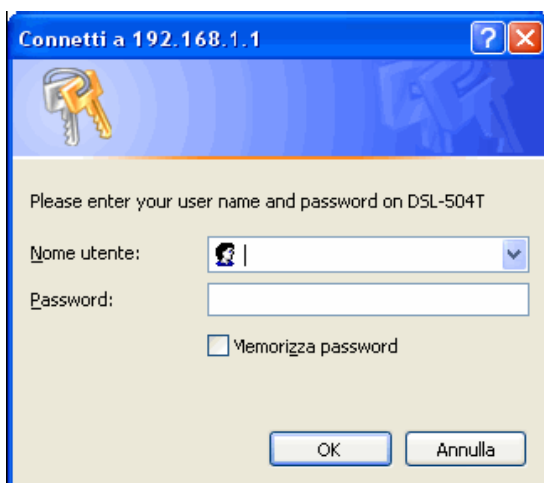 Connetti a 192.168.1.1
Please enter your user name and password on DSL-504T
Nome utente:
Password:
Memorizza password
OK Annulla